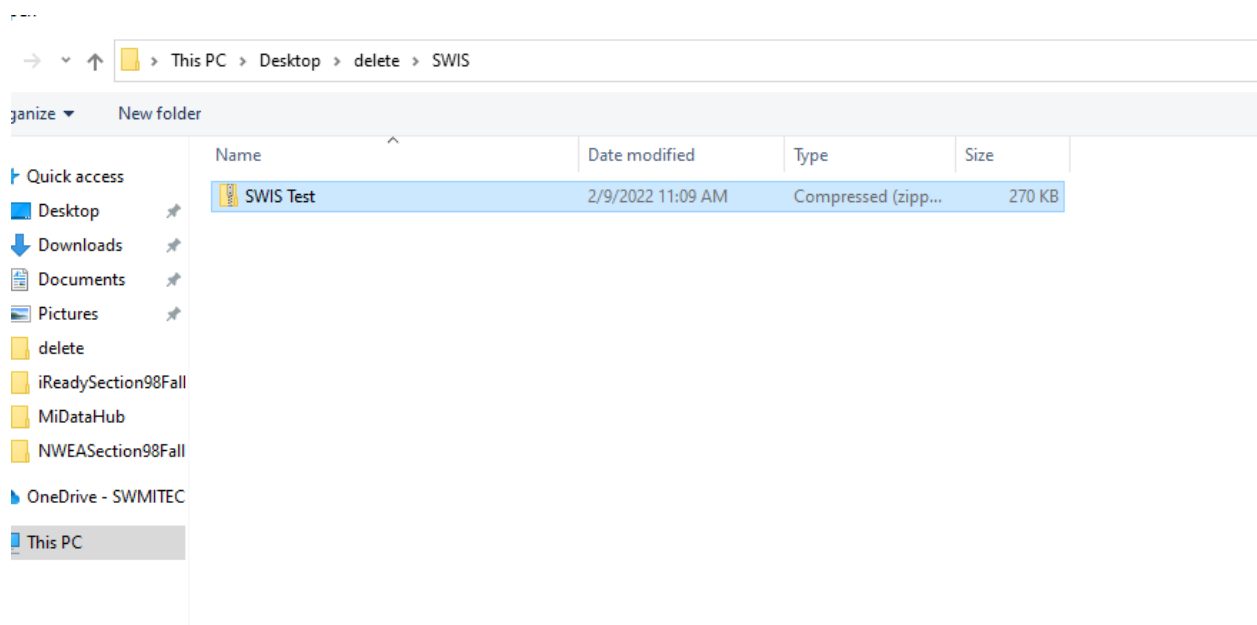 This PC > Desktop > delete > SWIS
ganize New folder
Name Date modified Type Size
Quick access
SWIS Test 2/9/2022 11:09 AM Compressed (zipp... 270 KB
Desktop
Downloads
Documents
Pictures
delete
iReadySection98Fall
MiDataHub
NWEASection98Fall
OneDrive - SWMITEC
This PC